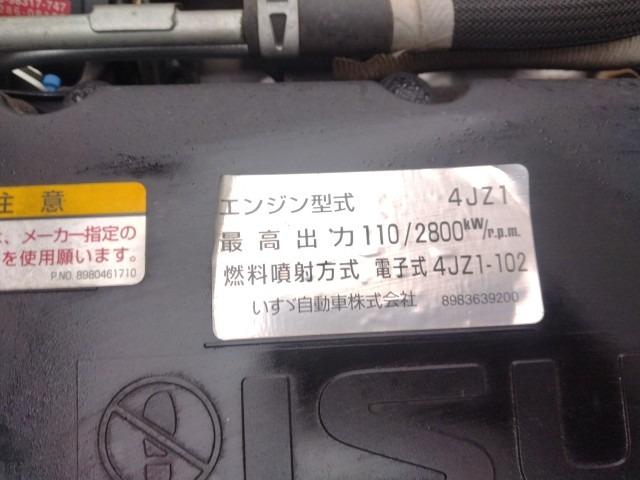 注意
、メーカー指定の
を使用願います。
P.NO. 8980461710
エンジン型式 4JZ1
最高出力 110/2800kW/r.p.m.
燃料噴射方式 電子式 4JZ1-102
いすゞ自動車株式会社 8983639200
ISU